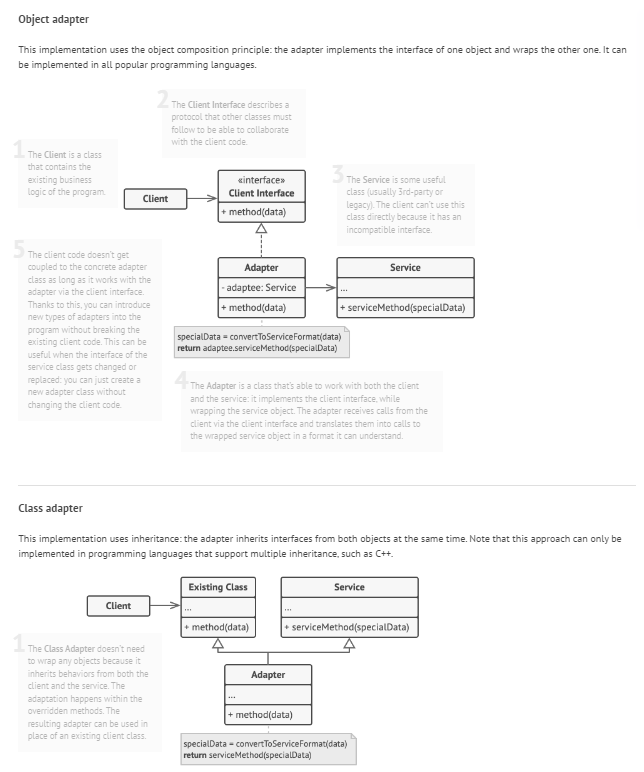 Object adapter
This implementation uses the object composition principle: the adapter implements the interface of one object and wraps the other one. It can
be implemented in all popular programming languages.
2
The Client Interface describes a
protocol that other classes must
follow to be able to collaborate
with the client code.
1
The Client is a class
that contains the
existing business
logic of the program.
3
The Service is some useful
class (usually 3rd-party or
legacy). The client can't use this
class directly because it has an
incompatible interface.
Client
«interface»
Client Interface
+ method(data)
5
The client code doesn't get
coupled to the concrete adapter
class as long as it works with the
adapter via the client interface.
Thanks to this, you can introduce
new types of adapters into the
program without breaking the
existing client code. This can be
useful when the interface of the
service class gets changed or
replaced: you can just create a
new adapter class without
changing the client code.
Adapter
- adaptee: Service
+ method(data)
Service
...
+ serviceMethod(specialData)
specialData = convertToServiceFormat(data)
return adaptee.serviceMethod(specialData)
4
The Adapter is a class that's able to work with both the client
and the service: it implements the client interface, while
wrapping the service object. The adapter receives calls from the
client via the client interface and translates them into calls to
the wrapped service object in a format it can understand.
Class adapter
This implementation uses inheritance: the adapter inherits interfaces from both objects at the same time. Note that this approach can only be
implemented in programming languages that support multiple inheritance, such as C++.
Client
Existing Class
...
+ method(data)
Service
...
+ serviceMethod(specialData)
1
The Class Adapter doesn't need
to wrap any objects because it
inherits behaviors from both the
client and the service. The
adaptation happens within the
overridden methods. The
resulting adapter can be used in
place of an existing client class.
Adapter
...
+ method(data)
specialData = convertToServiceFormat(data)
return serviceMethod(specialData)